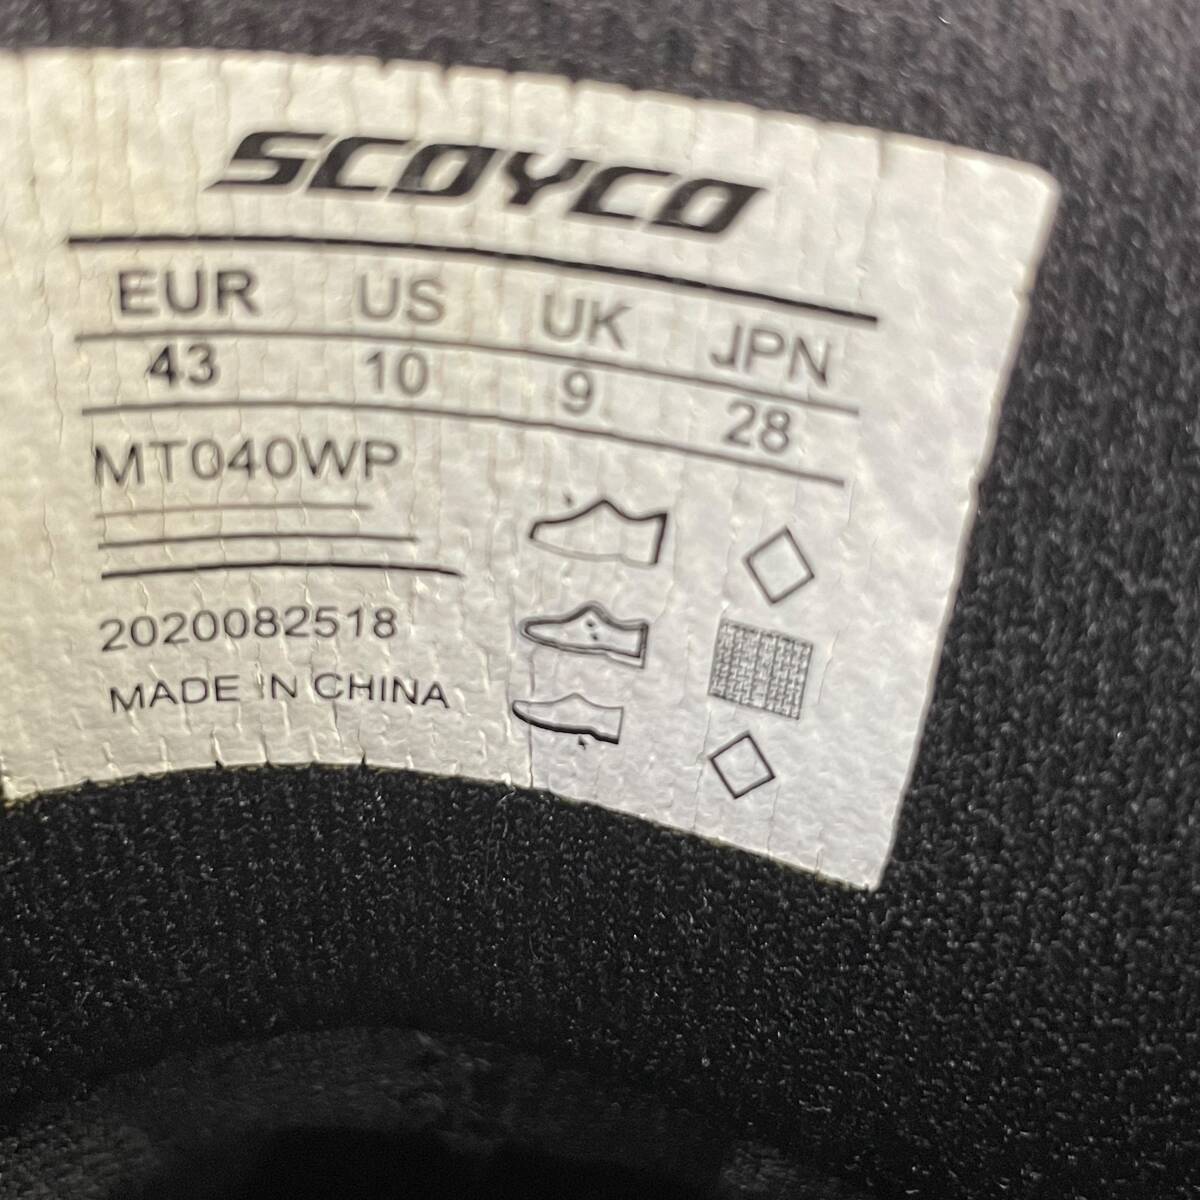 SCOYCO
EUR US UK JPN
43 10 9 28
MT040WP
2020082518
MADE IN CHINA